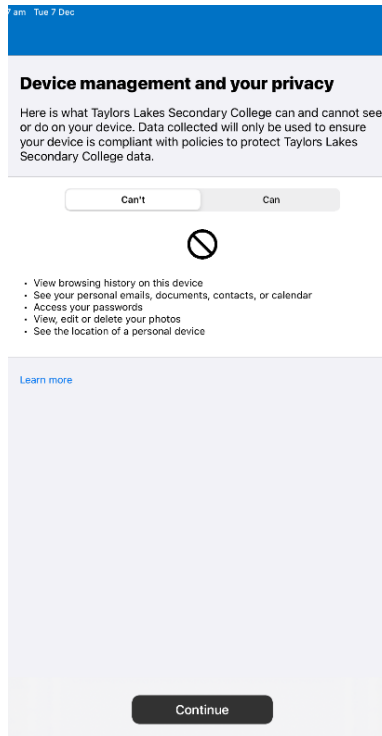 7 am Tue 7 Dec
Device management and your privacy
Here is what Taylors Lakes Secondary College can and cannot see
or do on your device. Data collected will only be used to ensure
your device is compliant with policies to protect Taylors Lakes
Secondary College data.
Can't Can
• View browsing history on this device
• See your personal emails, documents, contacts, or calendar
• Access your passwords
• View, edit or delete your photos
• See the location of a personal device
Learn more
Continue